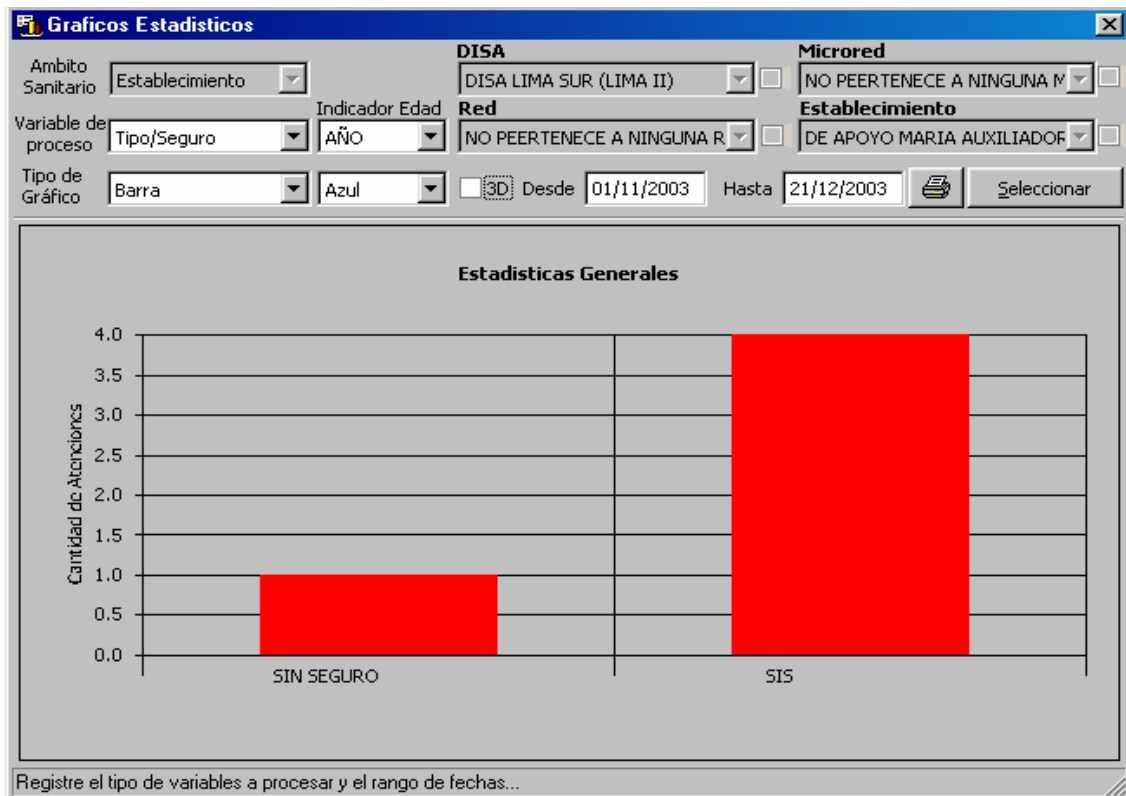 Graficos Estadisticos
Ambito Sanitario
Establecimiento
DISA
DISA LIMA SUR (LIMA II)
Microred
NO PEERTENECE A NINGUNA M
Variable de proceso
Tipo/Seguro
Indicador Edad
AÑO
Red
NO PEERTENECE A NINGUNA R
Establecimiento
DE APOYO MARIA AUXILIADOR
Tipo de Gráfico
Barra
Azul
3D
Desde
01/11/2003
Hasta
21/12/2003
Seleccionar
Estadisticas Generales
Cantidad de Atenciones
4.0
3.5
3.0
2.5
2.0
1.5
1.0
0.5
0.0
SIN SEGURO
SIS
Registre el tipo de variables a procesar y el rango de fechas...